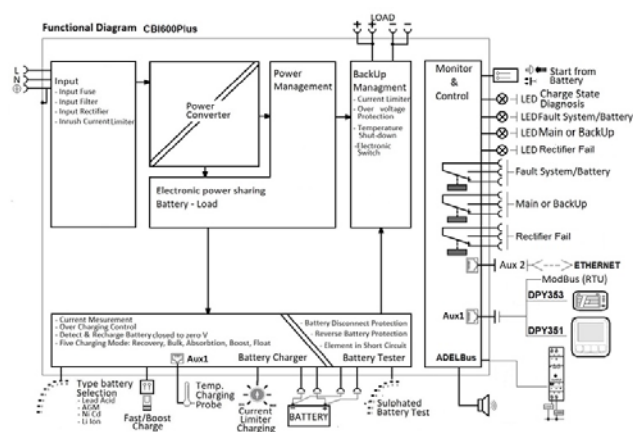 LOAD
Functional Diagram CBI600Plus
+ + − −
L
N
Input
- Input Fuse
- Input Filter
- Input Rectifier
- Inrush CurrentLimiter
Power
Converter
Power
Management
BackUp
Managment
- Current Limiter
- Over voltage
Protection
- Temperature
Shut-down
-Electronic
Switch
Electronic power sharing
Battery - Load
Monitor
&
Control
Start from
Battery
LED Charge State
Diagnosis
LEDFault System/Battery
LED Main or BackUp
LED Rectifier Fail
Fault System/Battery
Main or BackUp
Rectifier Fail
Aux 2
ETHERNET
ModBus (RTU)
DPY353
Aux1
DPY351
ADELBus
- Current Mesurement
- Over Charging Control
- Detect & Recharge Battery closed to zero V
- Five Charging Mode: Recovery, Bulk, Absorbtion, Boost, Float
Aux1
Battery Charger
- Battery Disconnect Protection
- Reverse Battery Protection
- Element in Short Circuit
Battery Tester
Type battery
Selection
- Lead Acid
- AGM
- Ni Cd
- Li Ion
Fast/Boost
Charge
Temp.
Charging
Probe
Current
Limiter
Charging
BATTERY
Sulphated
Battery Test